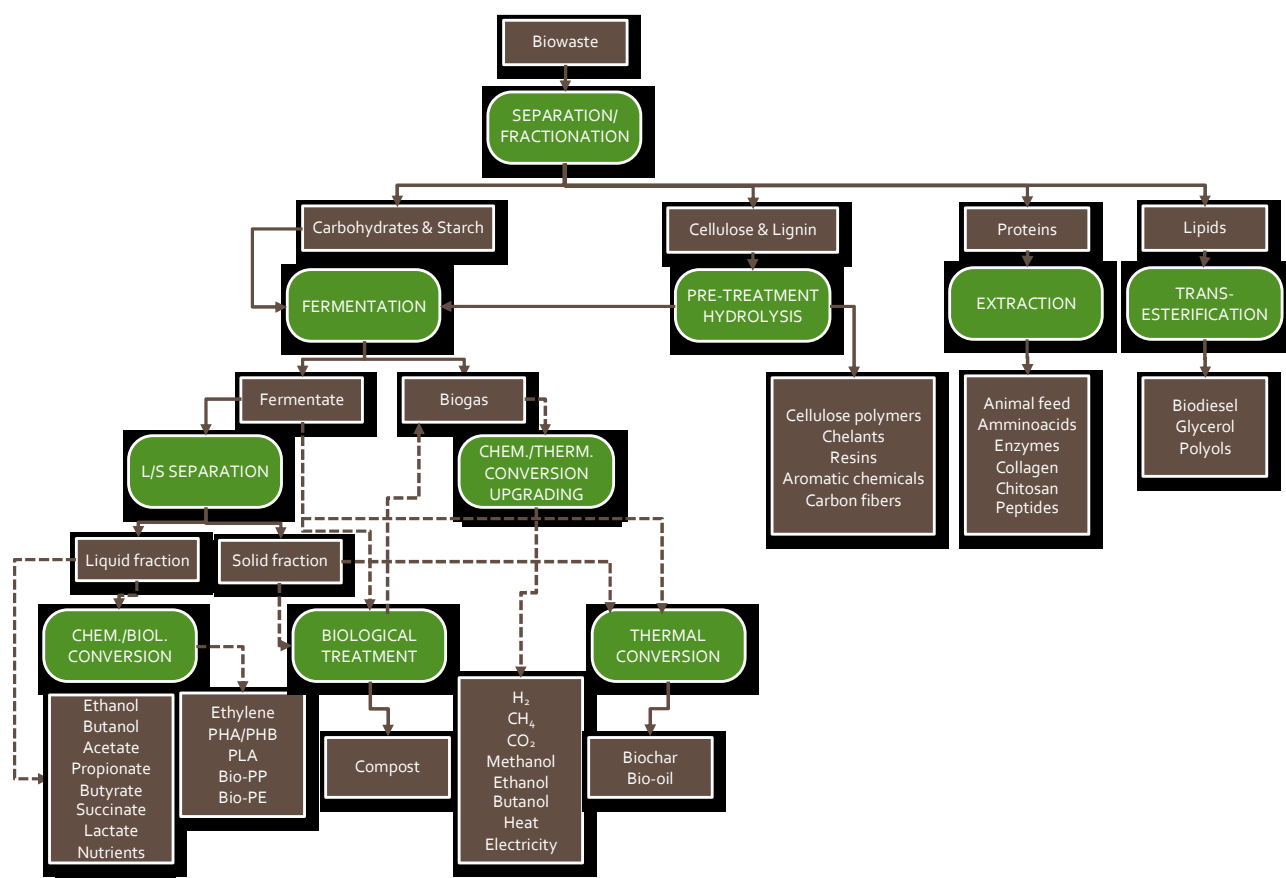 Biowaste
SEPARATION/
FRACTIONATION
Carbohydrates & Starch
Cellulose & Lignin
Proteins
Lipids
FERMENTATION
PRE-TREATMENT
HYDROLYSIS
EXTRACTION
TRANS-
ESTERIFICATION
Fermentate
Biogas
Cellulose polymers
Chelants
Resins
Aromatic chemicals
Carbon fibers
Animal feed
Amminoacids
Enzymes
Collagen
Chitosan
Peptides
Biodiesel
Glycerol
Polyols
L/S SEPARATION
CHEM./THERM.
CONVERSION
UPGRADING
Liquid fraction
Solid fraction
CHEM./BIOL.
CONVERSION
BIOLOGICAL
TREATMENT
THERMAL
CONVERSION
Ethanol
Butanol
Acetate
Propionate
Butyrate
Succinate
Lactate
Nutrients
Ethylene
PHA/PHB
PLA
Bio-PP
Bio-PE
Compost
H₂
CH₄
CO₂
Methanol
Ethanol
Butanol
Heat
Electricity
Biochar
Bio-oil